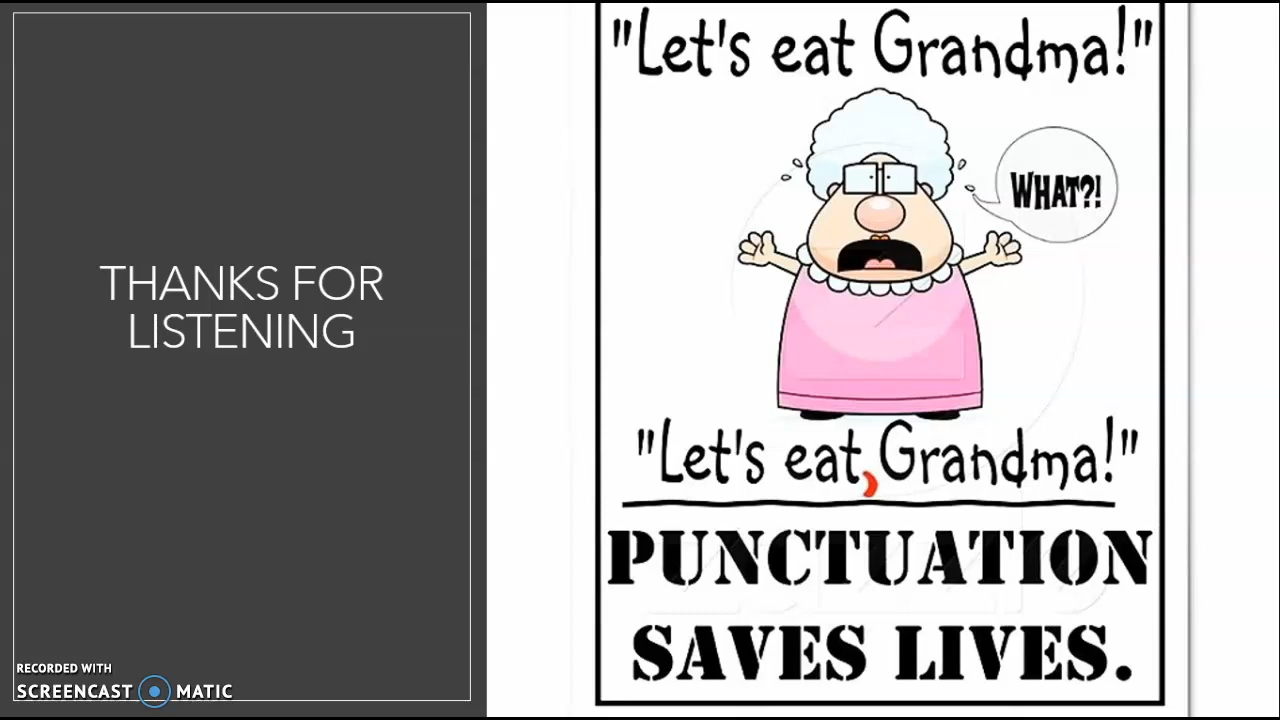 THANKS FOR
LISTENING
RECORDED WITH
SCREENCAST MATIC
"Let's eat Grandma!"
WHAT?!
"Let's eat, Grandma!"
PUNCTUATION
SAVES LIVES.